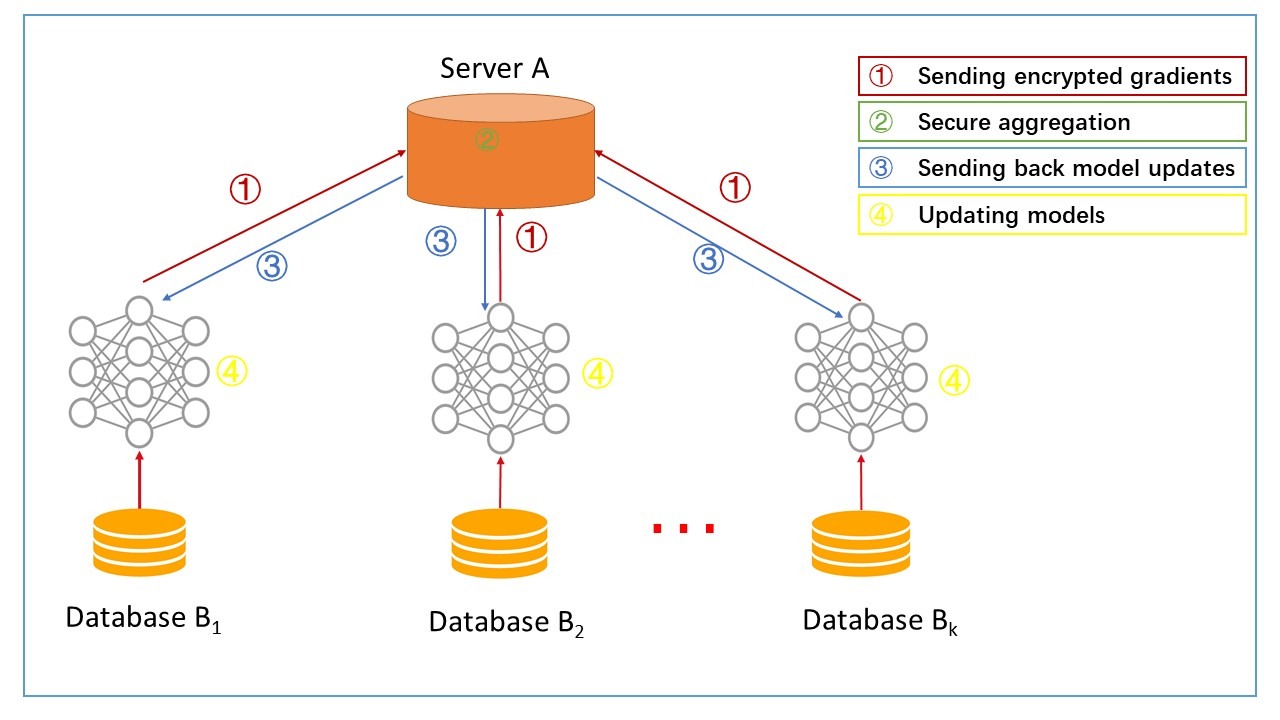 Server A
① Sending encrypted gradients
② Secure aggregation
③ Sending back model updates
④ Updating models
②
① ①
③ ① ③ ③
④ ④ ④
...
Database B₁ Database B₂ Database Bₖ